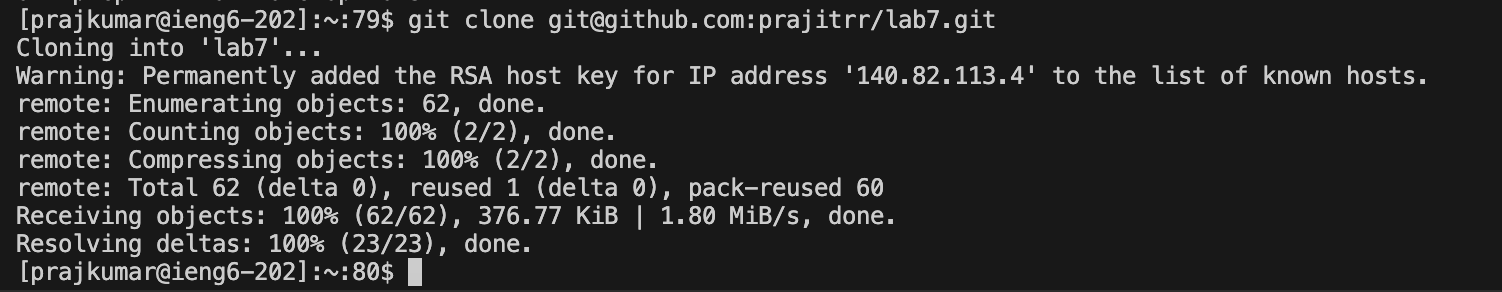 [prajkumar@ieng6-202]:~:79$ git clone git@github.com:prajitrr/lab7.git
Cloning into 'lab7'...
Warning: Permanently added the RSA host key for IP address '140.82.113.4' to the list of known hosts.
remote: Enumerating objects: 62, done.
remote: Counting objects: 100% (2/2), done.
remote: Compressing objects: 100% (2/2), done.
remote: Total 62 (delta 0), reused 1 (delta 0), pack-reused 60
Receiving objects: 100% (62/62), 376.77 KiB | 1.80 MiB/s, done.
Resolving deltas: 100% (23/23), done.
[prajkumar@ieng6-202]:~:80$